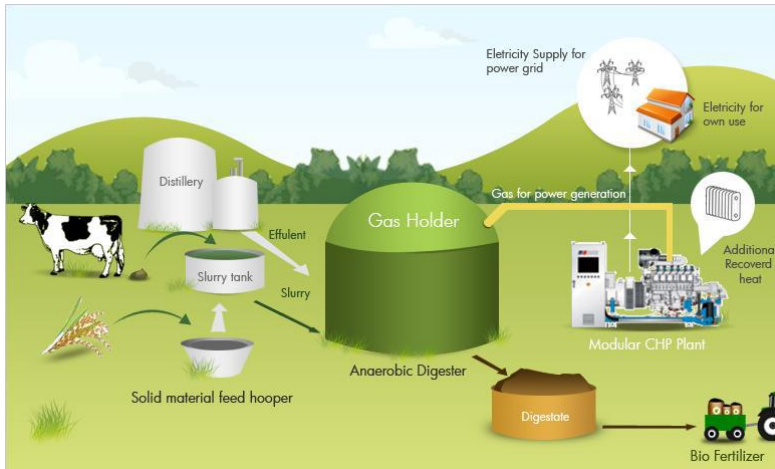 Eletricity Supply for
power grid
Eletricity for
own use
Distillery
Gas for power generation
Gas Holder
Effulent
Slurry tank
Additiona
Recoverd
heat
Slurry
Modular CHP Plant
Anaerobic Digester
Solid material feed hooper
Digestate
Bio Fertilizer